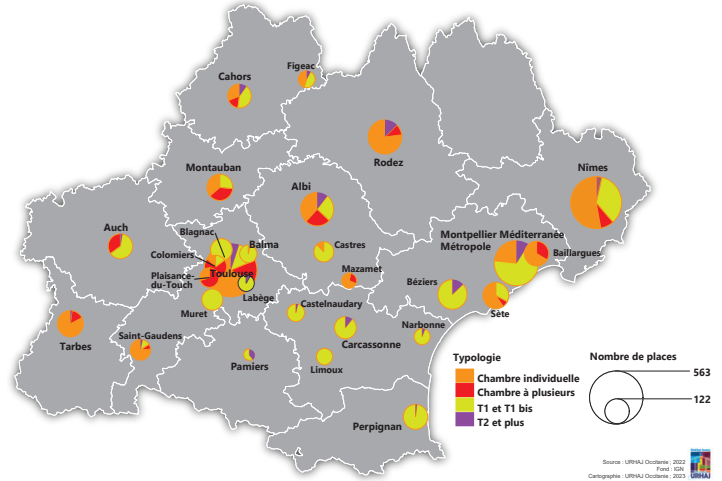 Figeac
Cahors
Rodez
Nîmes
Montauban
Albi
Auch
Blagnac
Balma
Castres
Montpellier Méditerranée
Métropole
Baillargues
Colomiers
Toulouse
Plaisance-
du-Touch
Mazamet
Béziers
Labège
Muret
Castelnaudary
Sète
Tarbes
Saint-Gaudens
Carcassonne
Narbonne
Pamiers
Limoux
Perpignan
Typologie
Chambre individuelle
Chambre à plusieurs
T1 et T1 bis
T2 et plus
Nombre de places
563
122
Source : URHAJ Occitenie ; 2022
Fond : IGN
Cartographie : URHAJ Occitenie ; 2023
URHAJ